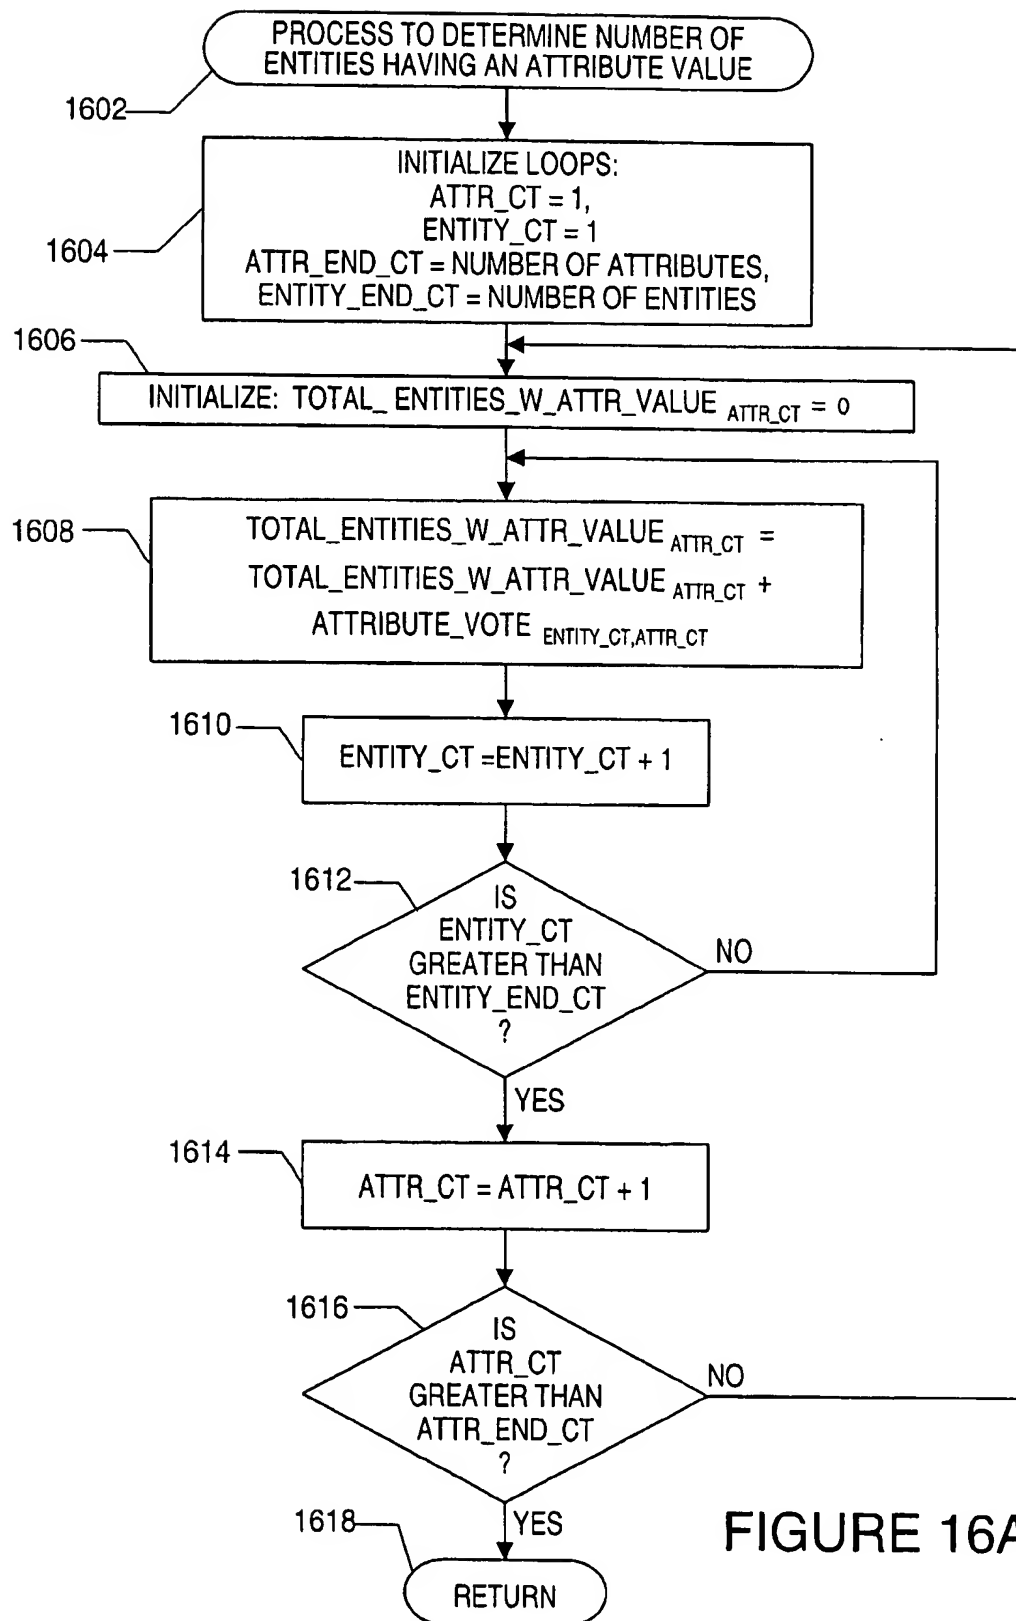 PROCESS TO DETERMINE NUMBER OF
ENTITIES HAVING AN ATTRIBUTE VALUE
1602
INITIALIZE LOOPS:
ATTR_CT = 1,
ENTITY_CT = 1
ATTR_END_CT = NUMBER OF ATTRIBUTES,
ENTITY_END_CT = NUMBER OF ENTITIES
1604
1606
INITIALIZE: TOTAL_ ENTITIES_W_ATTR_VALUE ATTR_CT = 0
1608
TOTAL_ENTITIES_W_ATTR_VALUE ATTR_CT =
TOTAL_ENTITIES_W_ATTR_VALUE ATTR_CT +
ATTRIBUTE_VOTE ENTITY_CT,ATTR_CT
1610
ENTITY_CT =ENTITY_CT + 1
1612
IS
ENTITY_CT
GREATER THAN
ENTITY_END_CT
?
NO
YES
1614
ATTR_CT = ATTR_CT + 1
1616
IS
ATTR_CT
GREATER THAN
ATTR_END_CT
?
NO
YES
1618
RETURN
FIGURE 16A